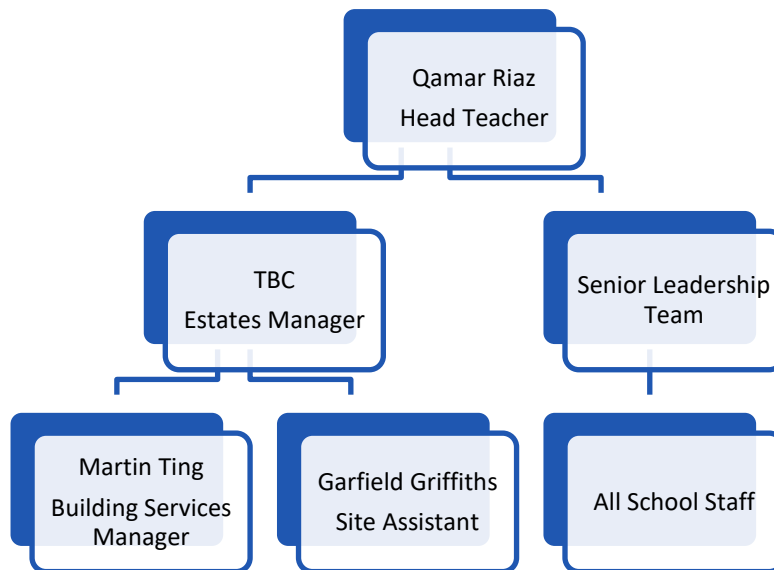 Qamar Riaz
Head Teacher
TBC
Estates Manager
Senior Leadership
Team
Martin Ting
Building Services
Manager
Garfield Griffiths
Site Assistant
All School Staff